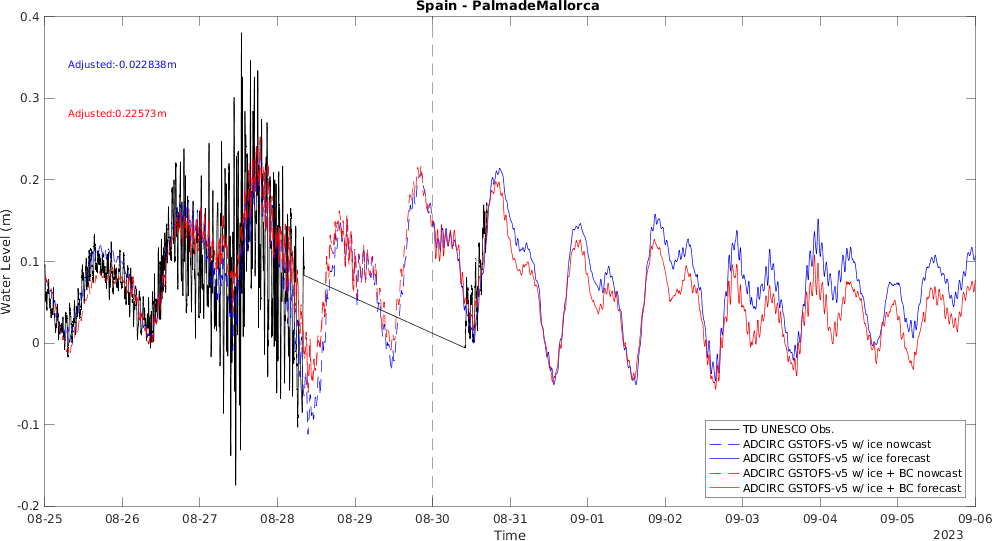 Spain - PalmadeMallorca
Adjusted:-0.022838m
Adjusted:0.22573m
Water Level (m)
0.4
0.3
0.2
0.1
0
-0.1
-0.2
TD UNESCO Obs.
ADCIRC GSTOFS-v5 w/ ice nowcast
ADCIRC GSTOFS-v5 w/ ice forecast
ADCIRC GSTOFS-v5 w/ ice + BC nowcast
ADCIRC GSTOFS-v5 w/ ice + BC forecast
08-25 08-26 08-27 08-28 08-29 08-30 08-31 09-01 09-02 09-03 09-04 09-05 09-06
Time
2023